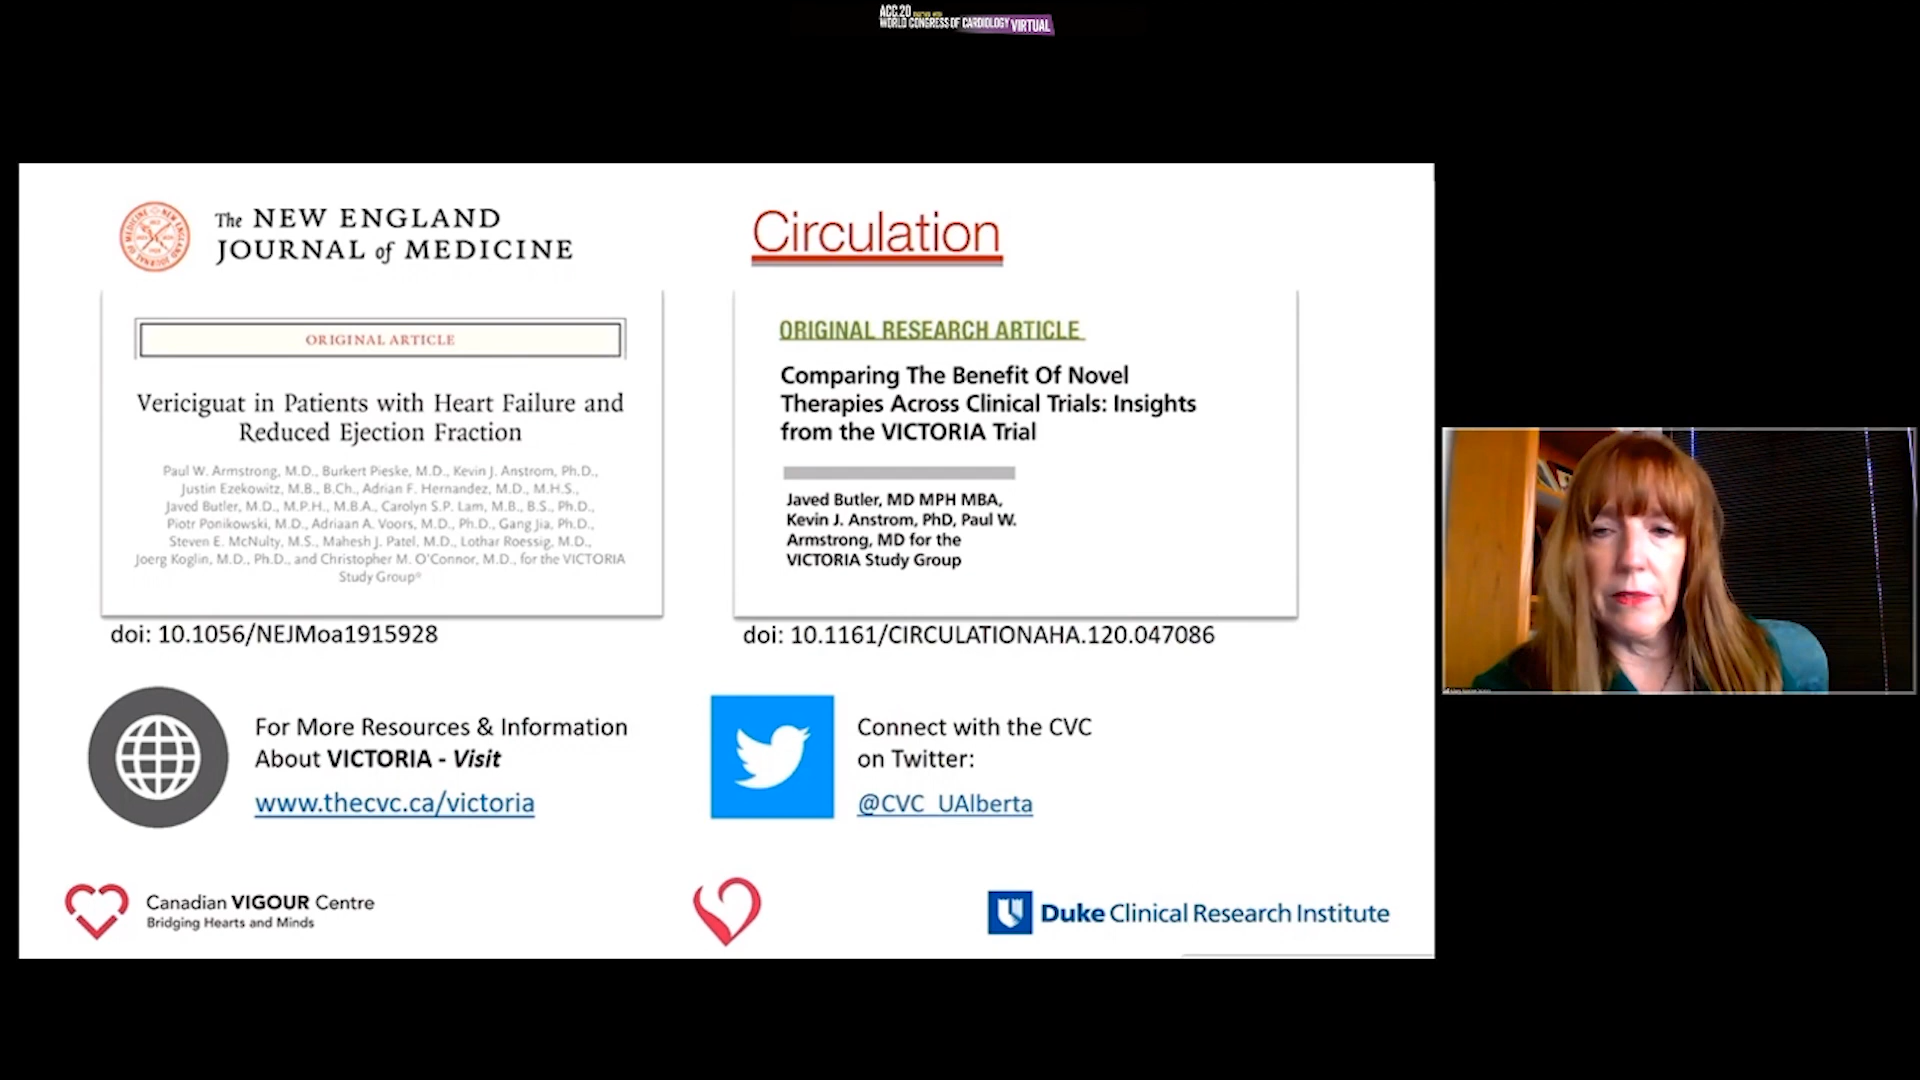 ACC.20
WORLD CONGRESS OF CARDIOLOGY VIRTUAL
The NEW ENGLAND
JOURNAL of MEDICINE
ORIGINAL ARTICLE
Vericiguat in Patients with Heart Failure and
Reduced Ejection Fraction
Paul W. Armstrong, M.D., Burkert Pieske, M.D., Kevin J. Anstrom, Ph.D.,
Justin Ezekowitz, M.B., B.Ch., Adrian F. Hernandez, M.D., M.H.S.,
Javed Butler, M.D., M.P.H., M.B.A., Carolyn S.P. Lam, M.B., B.S., Ph.D.,
Piotr Ponikowski, M.D., Adriaan A. Voors, M.D., Ph.D., Gang Jia, Ph.D.,
Steven E. McNulty, M.S., Mahesh J. Patel, M.D., Lothar Roessig, M.D.,
Joerg Koglin, M.D., Ph.D., and Christopher M. O'Connor, M.D., for the VICTORIA
Study Group*
doi: 10.1056/NEJMoa1915928
Circulation
ORIGINAL RESEARCH ARTICLE
Comparing The Benefit Of Novel
Therapies Across Clinical Trials: Insights
from the VICTORIA Trial
Javed Butler, MD MPH MBA,
Kevin J. Anstrom, PhD, Paul W.
Armstrong, MD for the
VICTORIA Study Group
doi: 10.1161/CIRCULATIONAHA.120.047086
For More Resources & Information
About VICTORIA - Visit
www.thecvc.ca/victoria
Connect with the CVC
on Twitter:
@CVC_UAlberta
Canadian VIGOUR Centre
Bridging Hearts and Minds
Duke Clinical Research Institute